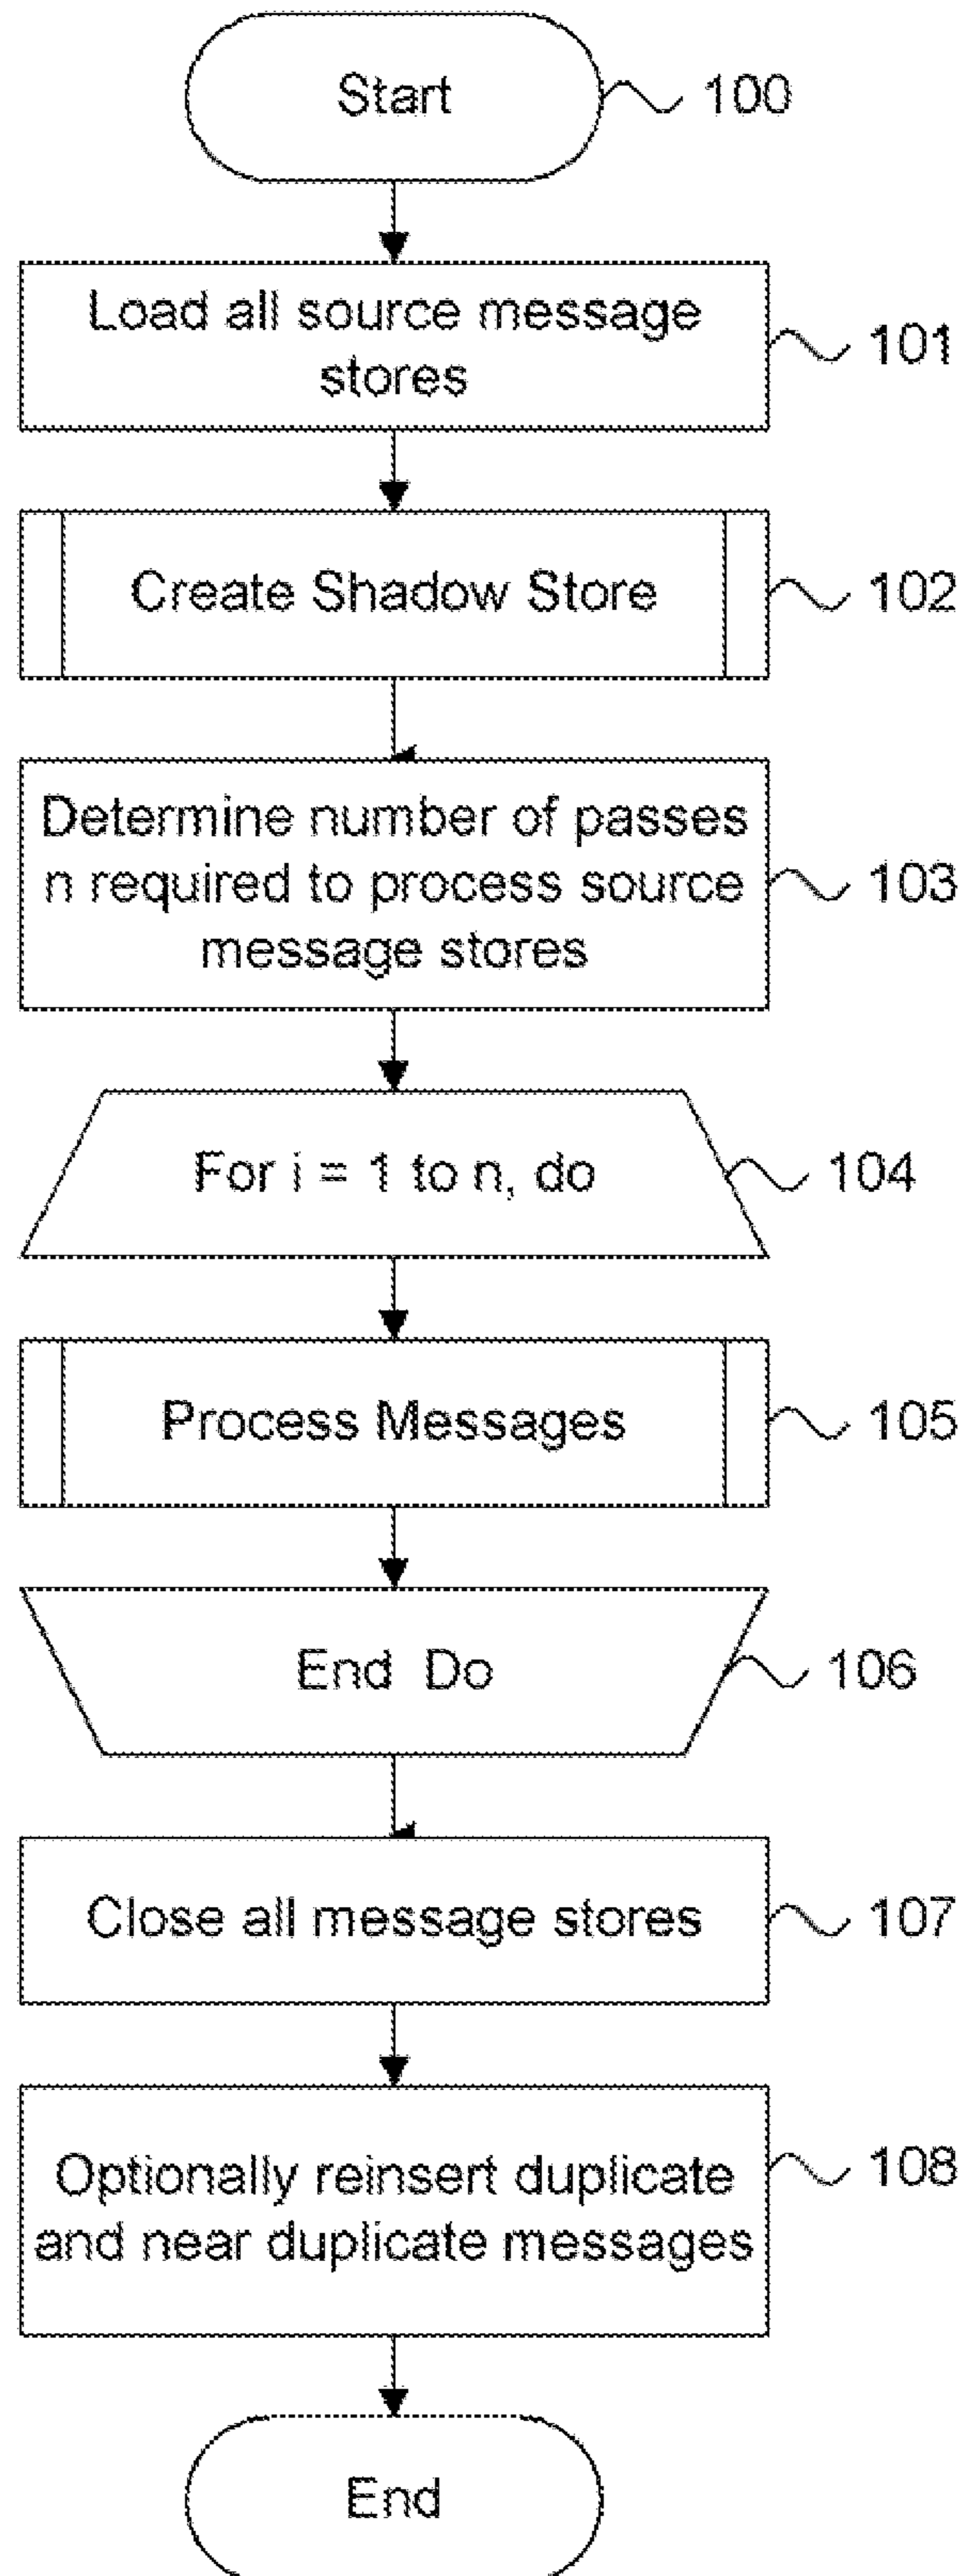 Start
100
Load all source message
stores
101
Create Shadow Store
102
Determine number of passes
n required to process source
message stores
103
For i = 1 to n, do
104
Process Messages
105
End Do
106
Close all message stores
107
Optionally reinsert duplicate
and near duplicate messages
108
End